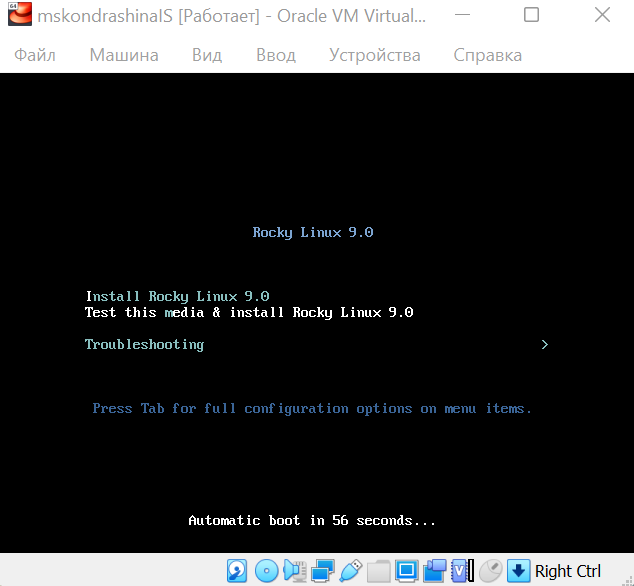 mskondrashinaIS [Работает] - Oracle VM Virtual...
Файл Машина Вид Ввод Устройства Справка
Rocky Linux 9.0
Install Rocky Linux 9.0
Test this media & install Rocky Linux 9.0
Troubleshooting >
Press Tab for full configuration options on menu items.
Automatic boot in 56 seconds...
Right Ctrl